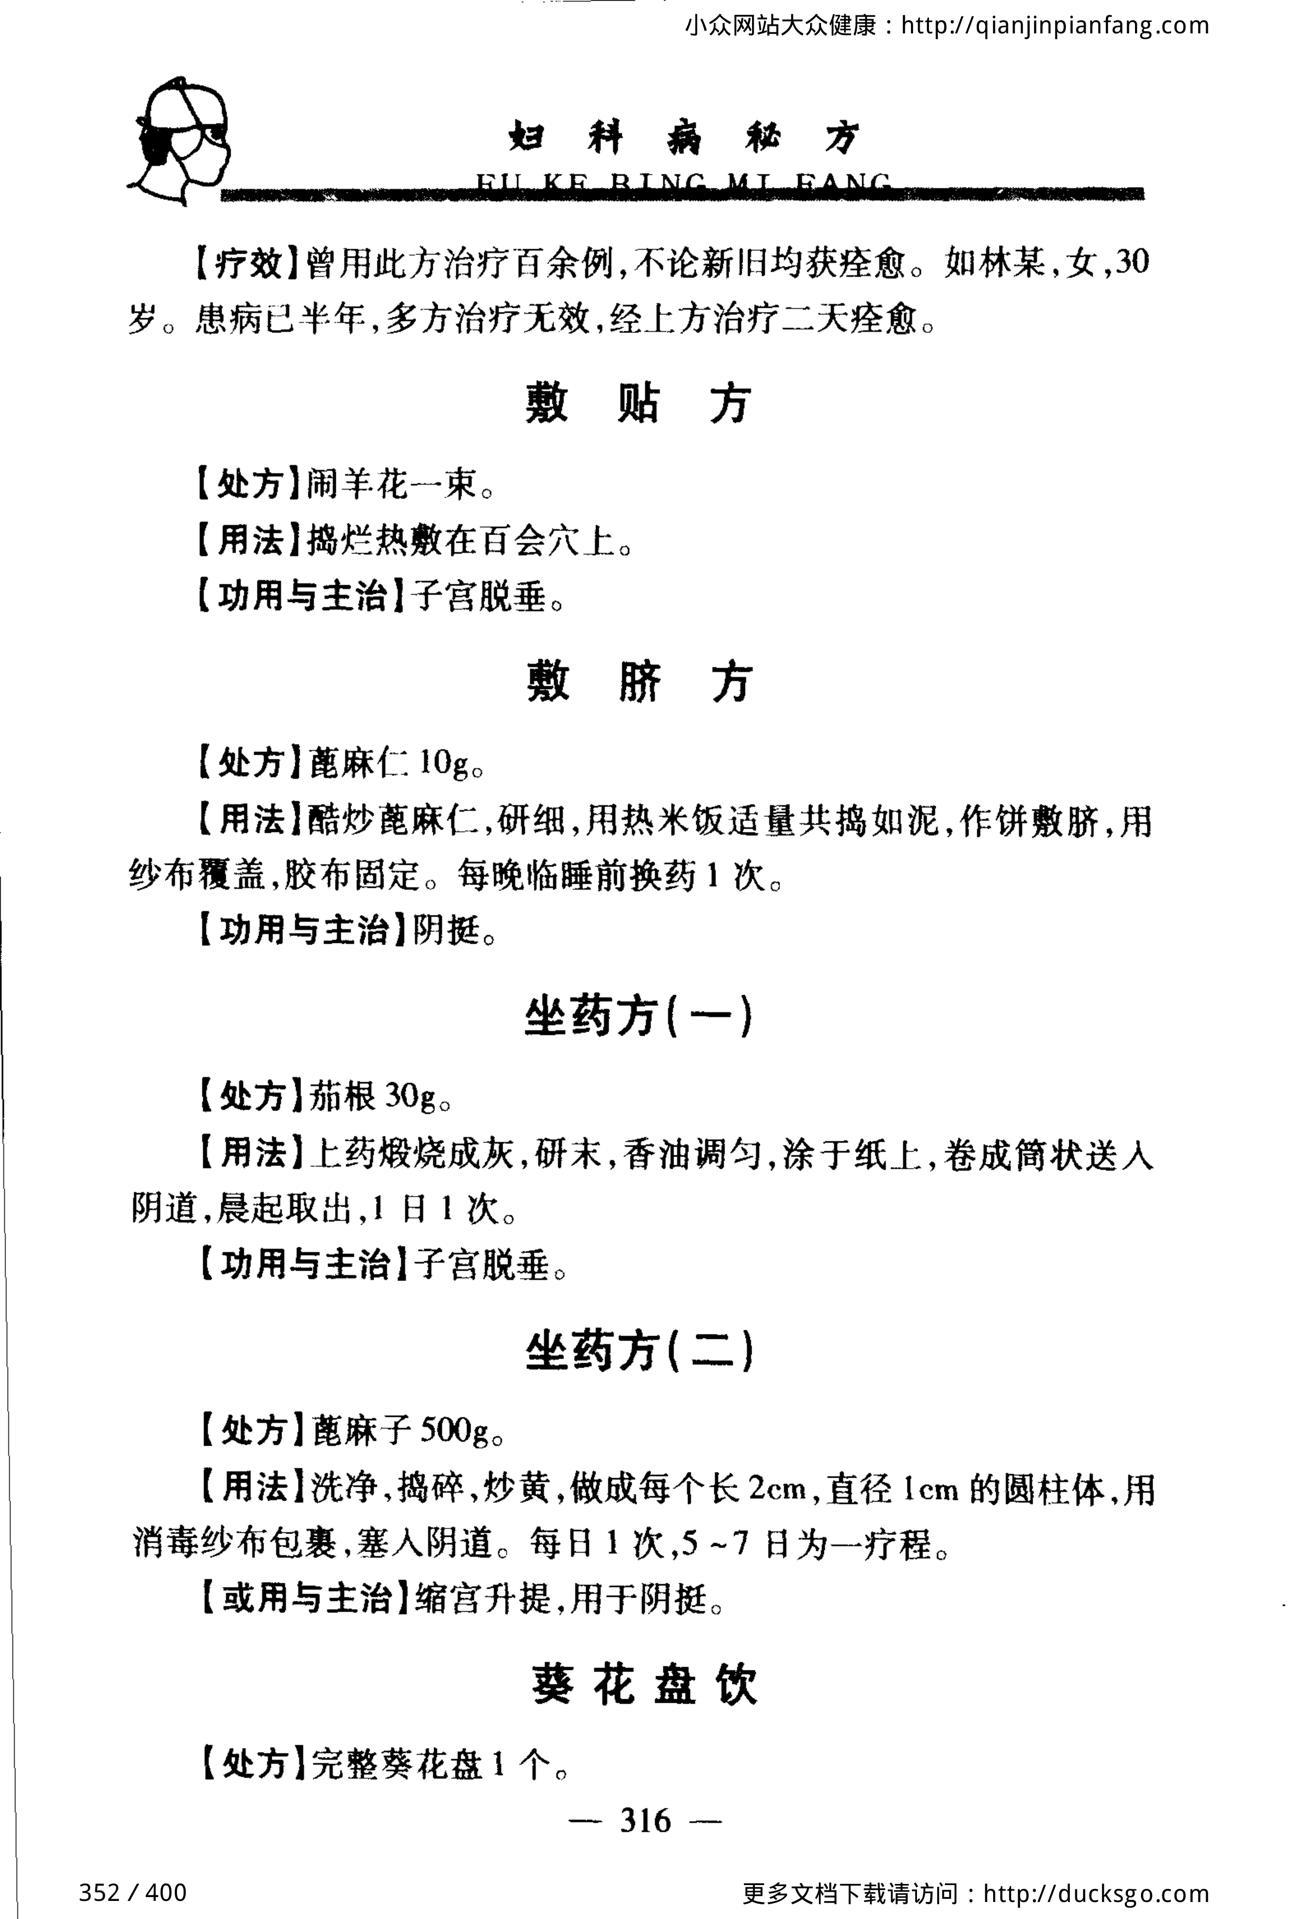 小众网站大众健康：http://qianjinpianfang.com
妇科病秘方
FU KE BING MI FANG
【疗效】曾用此方治疗百余例,不论新旧均获痊愈。如林某,女,30
岁。患病已半年,多方治疗无效,经上方治疗二天痊愈。
敷贴方
【处方】闹羊花一束。
【用法】捣烂热敷在百会穴上。
【功用与主治】子宫脱垂。
敷脐方
【处方】蓖麻仁 10g。
【用法】醋炒蓖麻仁,研细,用热米饭适量共捣如泥,作饼敷脐,用
纱布覆盖,胶布固定。每晚临睡前换药 1 次。
【功用与主治】阴挺。
坐药方(一)
【处方】茄根 30g。
【用法】上药煅烧成灰,研末,香油调匀,涂于纸上,卷成筒状送入
阴道,晨起取出,1 日 1 次。
【功用与主治】子宫脱垂。
坐药方(二)
【处方】蓖麻子 500g。
【用法】洗净,捣碎,炒黄,做成每个长 2cm,直径 1cm 的圆柱体,用
消毒纱布包裹,塞入阴道。每日 1 次,5~7 日为一疗程。
【或用与主治】缩宫升提,用于阴挺。
葵花盘饮
【处方】完整葵花盘 1 个。
— 316 —
352 / 400
更多文档下载请访问：http://ducksgo.com